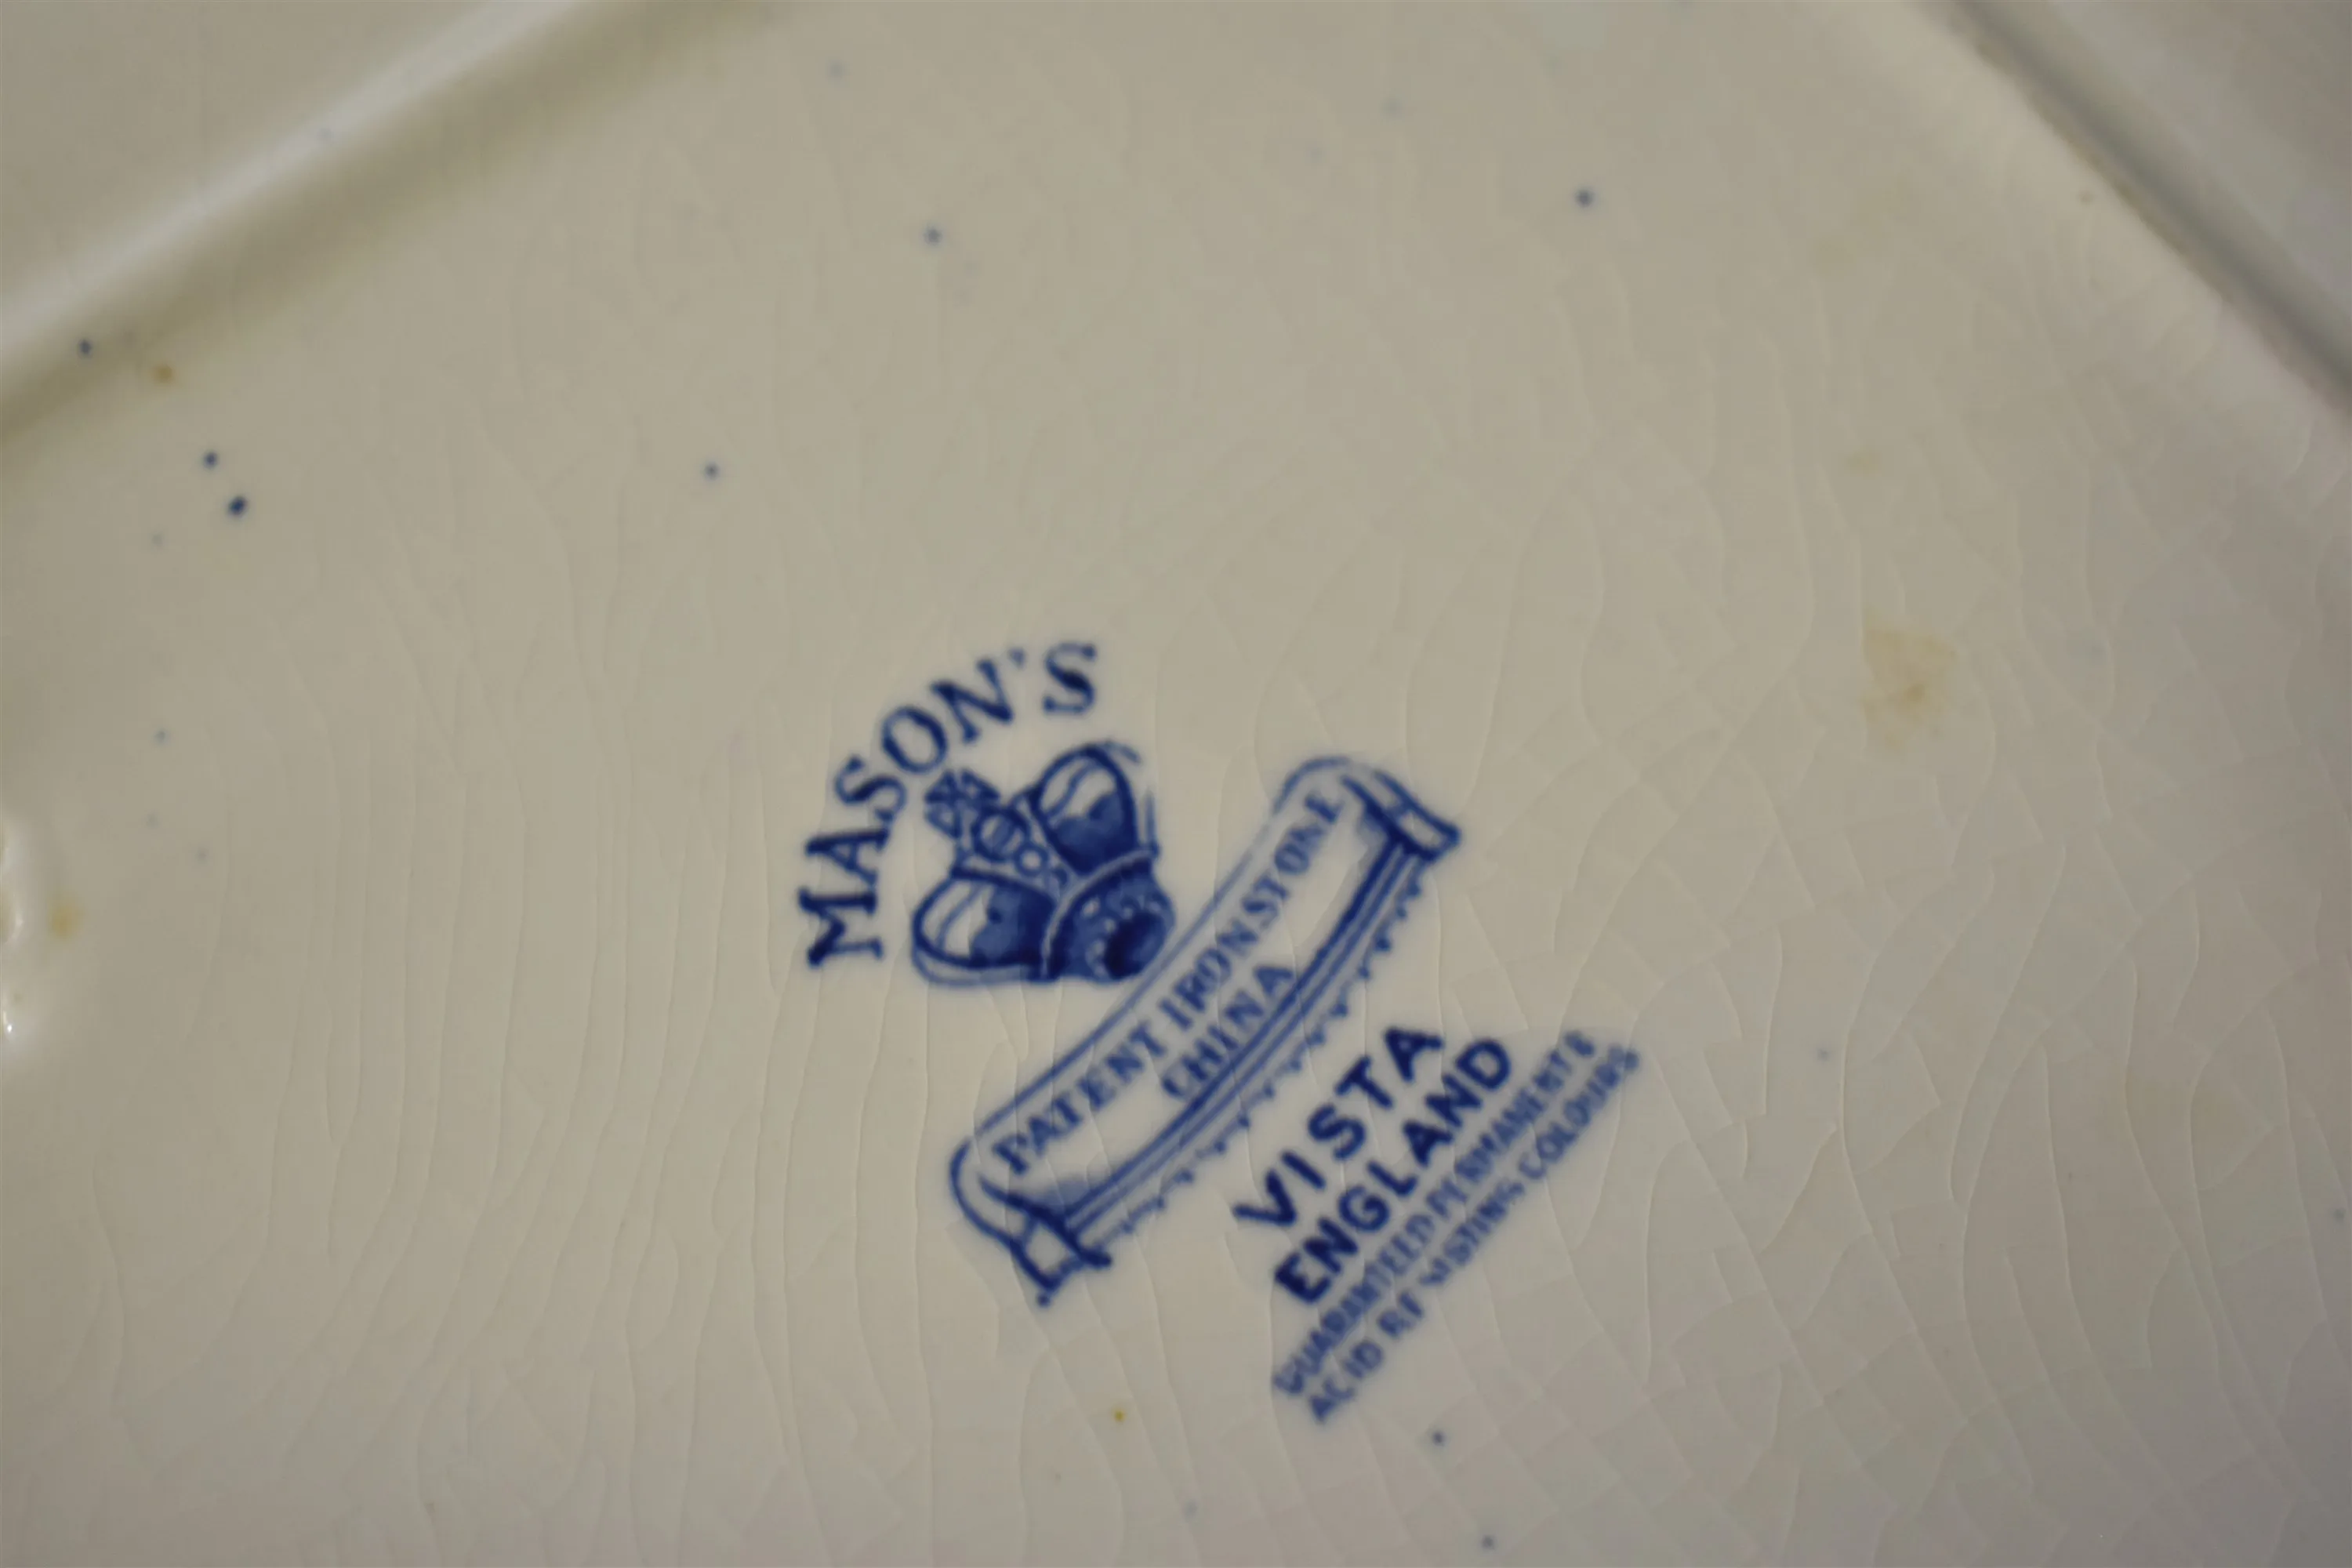 MASON'S
PATENT IRONSTONE
CHINA
VISTA
ENGLAND
GUARANTEED PERMANENT &
ACID RESISTING COLOURS